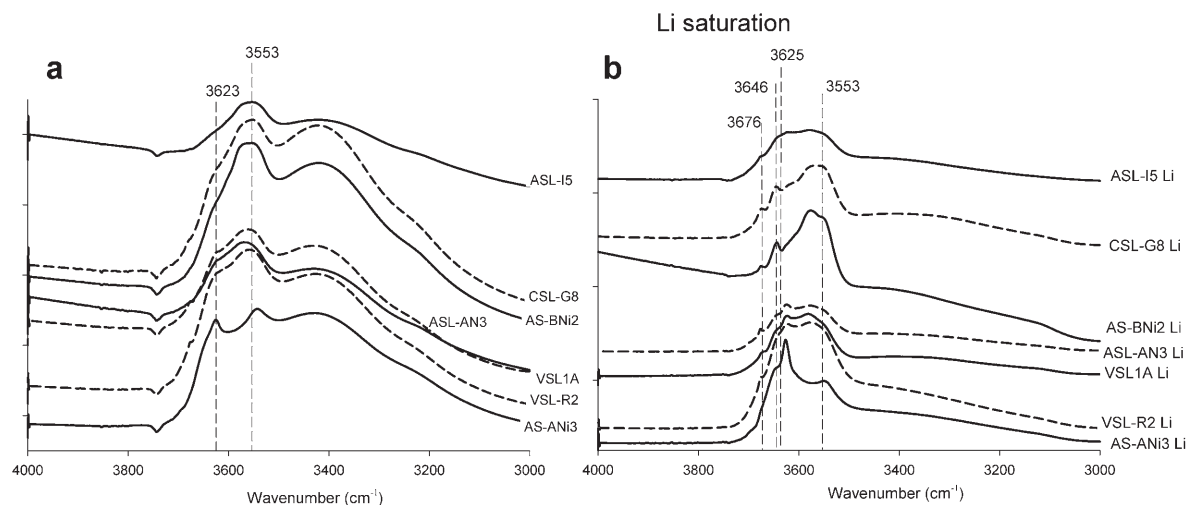 Li saturation
a
3553
3623
ASL-I5
CSL-G8
AS-BNi2
ASL-AN3
VSL1A
VSL-R2
AS-ANi3
4000 3800 3600 3400 3200 3000
Wavenumber (cm-1)
b
3625
3646
3553
3676
ASL-I5 Li
CSL-G8 Li
AS-BNi2 Li
ASL-AN3 Li
VSL1A Li
VSL-R2 Li
AS-ANi3 Li
4000 3800 3600 3400 3200 3000
Wavenumber (cm-1)